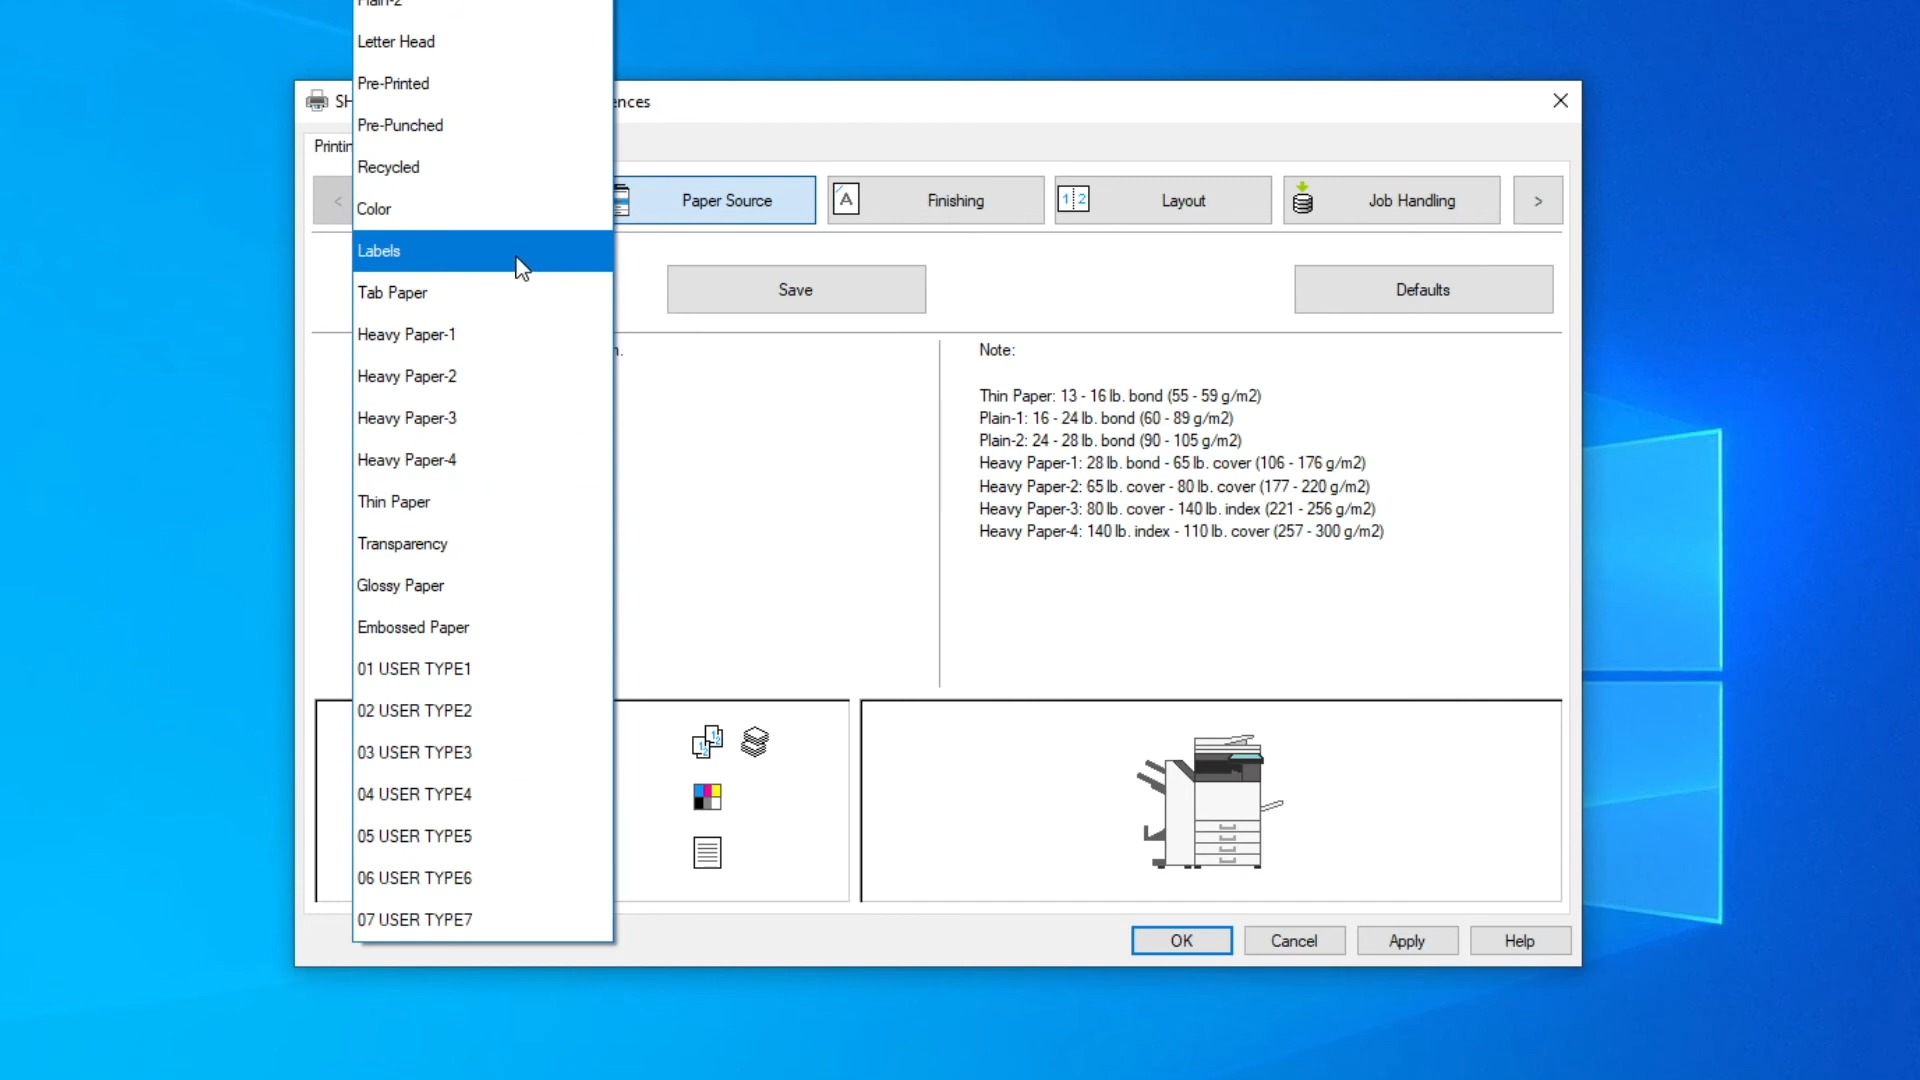 Plain-2
Letter Head
Pre-Printed
Pre-Punched
Recycled
Color
Labels
Tab Paper
Heavy Paper-1
Heavy Paper-2
Heavy Paper-3
Heavy Paper-4
Thin Paper
Transparency
Glossy Paper
Embossed Paper
01 USER TYPE1
02 USER TYPE2
03 USER TYPE3
04 USER TYPE4
05 USER TYPE5
06 USER TYPE6
07 USER TYPE7
SH
ences
Printin
<
Paper Source
A
Finishing
1 2
Layout
Job Handling
>
Save
Defaults
n.
Note:
Thin Paper: 13 - 16 lb. bond (55 - 59 g/m2)
Plain-1: 16 - 24 lb. bond (60 - 89 g/m2)
Plain-2: 24 - 28 lb. bond (90 - 105 g/m2)
Heavy Paper-1: 28 lb. bond - 65 lb. cover (106 - 176 g/m2)
Heavy Paper-2: 65 lb. cover - 80 lb. cover (177 - 220 g/m2)
Heavy Paper-3: 80 lb. cover - 140 lb. index (221 - 256 g/m2)
Heavy Paper-4: 140 lb. index - 110 lb. cover (257 - 300 g/m2)
OK
Cancel
Apply
Help